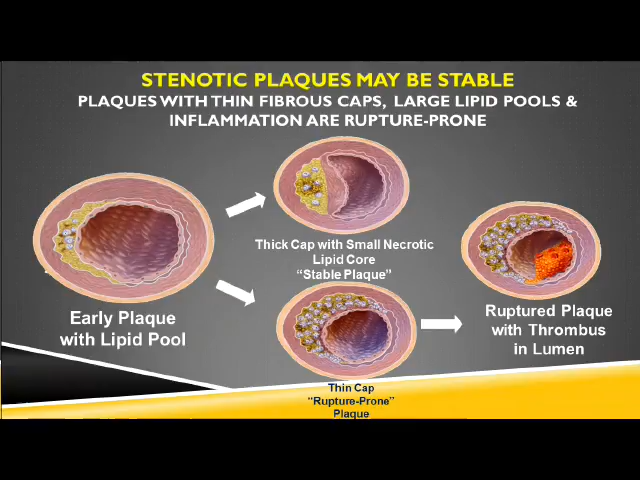 STENOTIC PLAQUES MAY BE STABLE
PLAQUES WITH THIN FIBROUS CAPS, LARGE LIPID POOLS &
INFLAMMATION ARE RUPTURE-PRONE
Thick Cap with Small Necrotic
Lipid Core
“Stable Plaque”
Early Plaque
with Lipid Pool
Ruptured Plaque
with Thrombus
in Lumen
Thin Cap
“Rupture-Prone”
Plaque